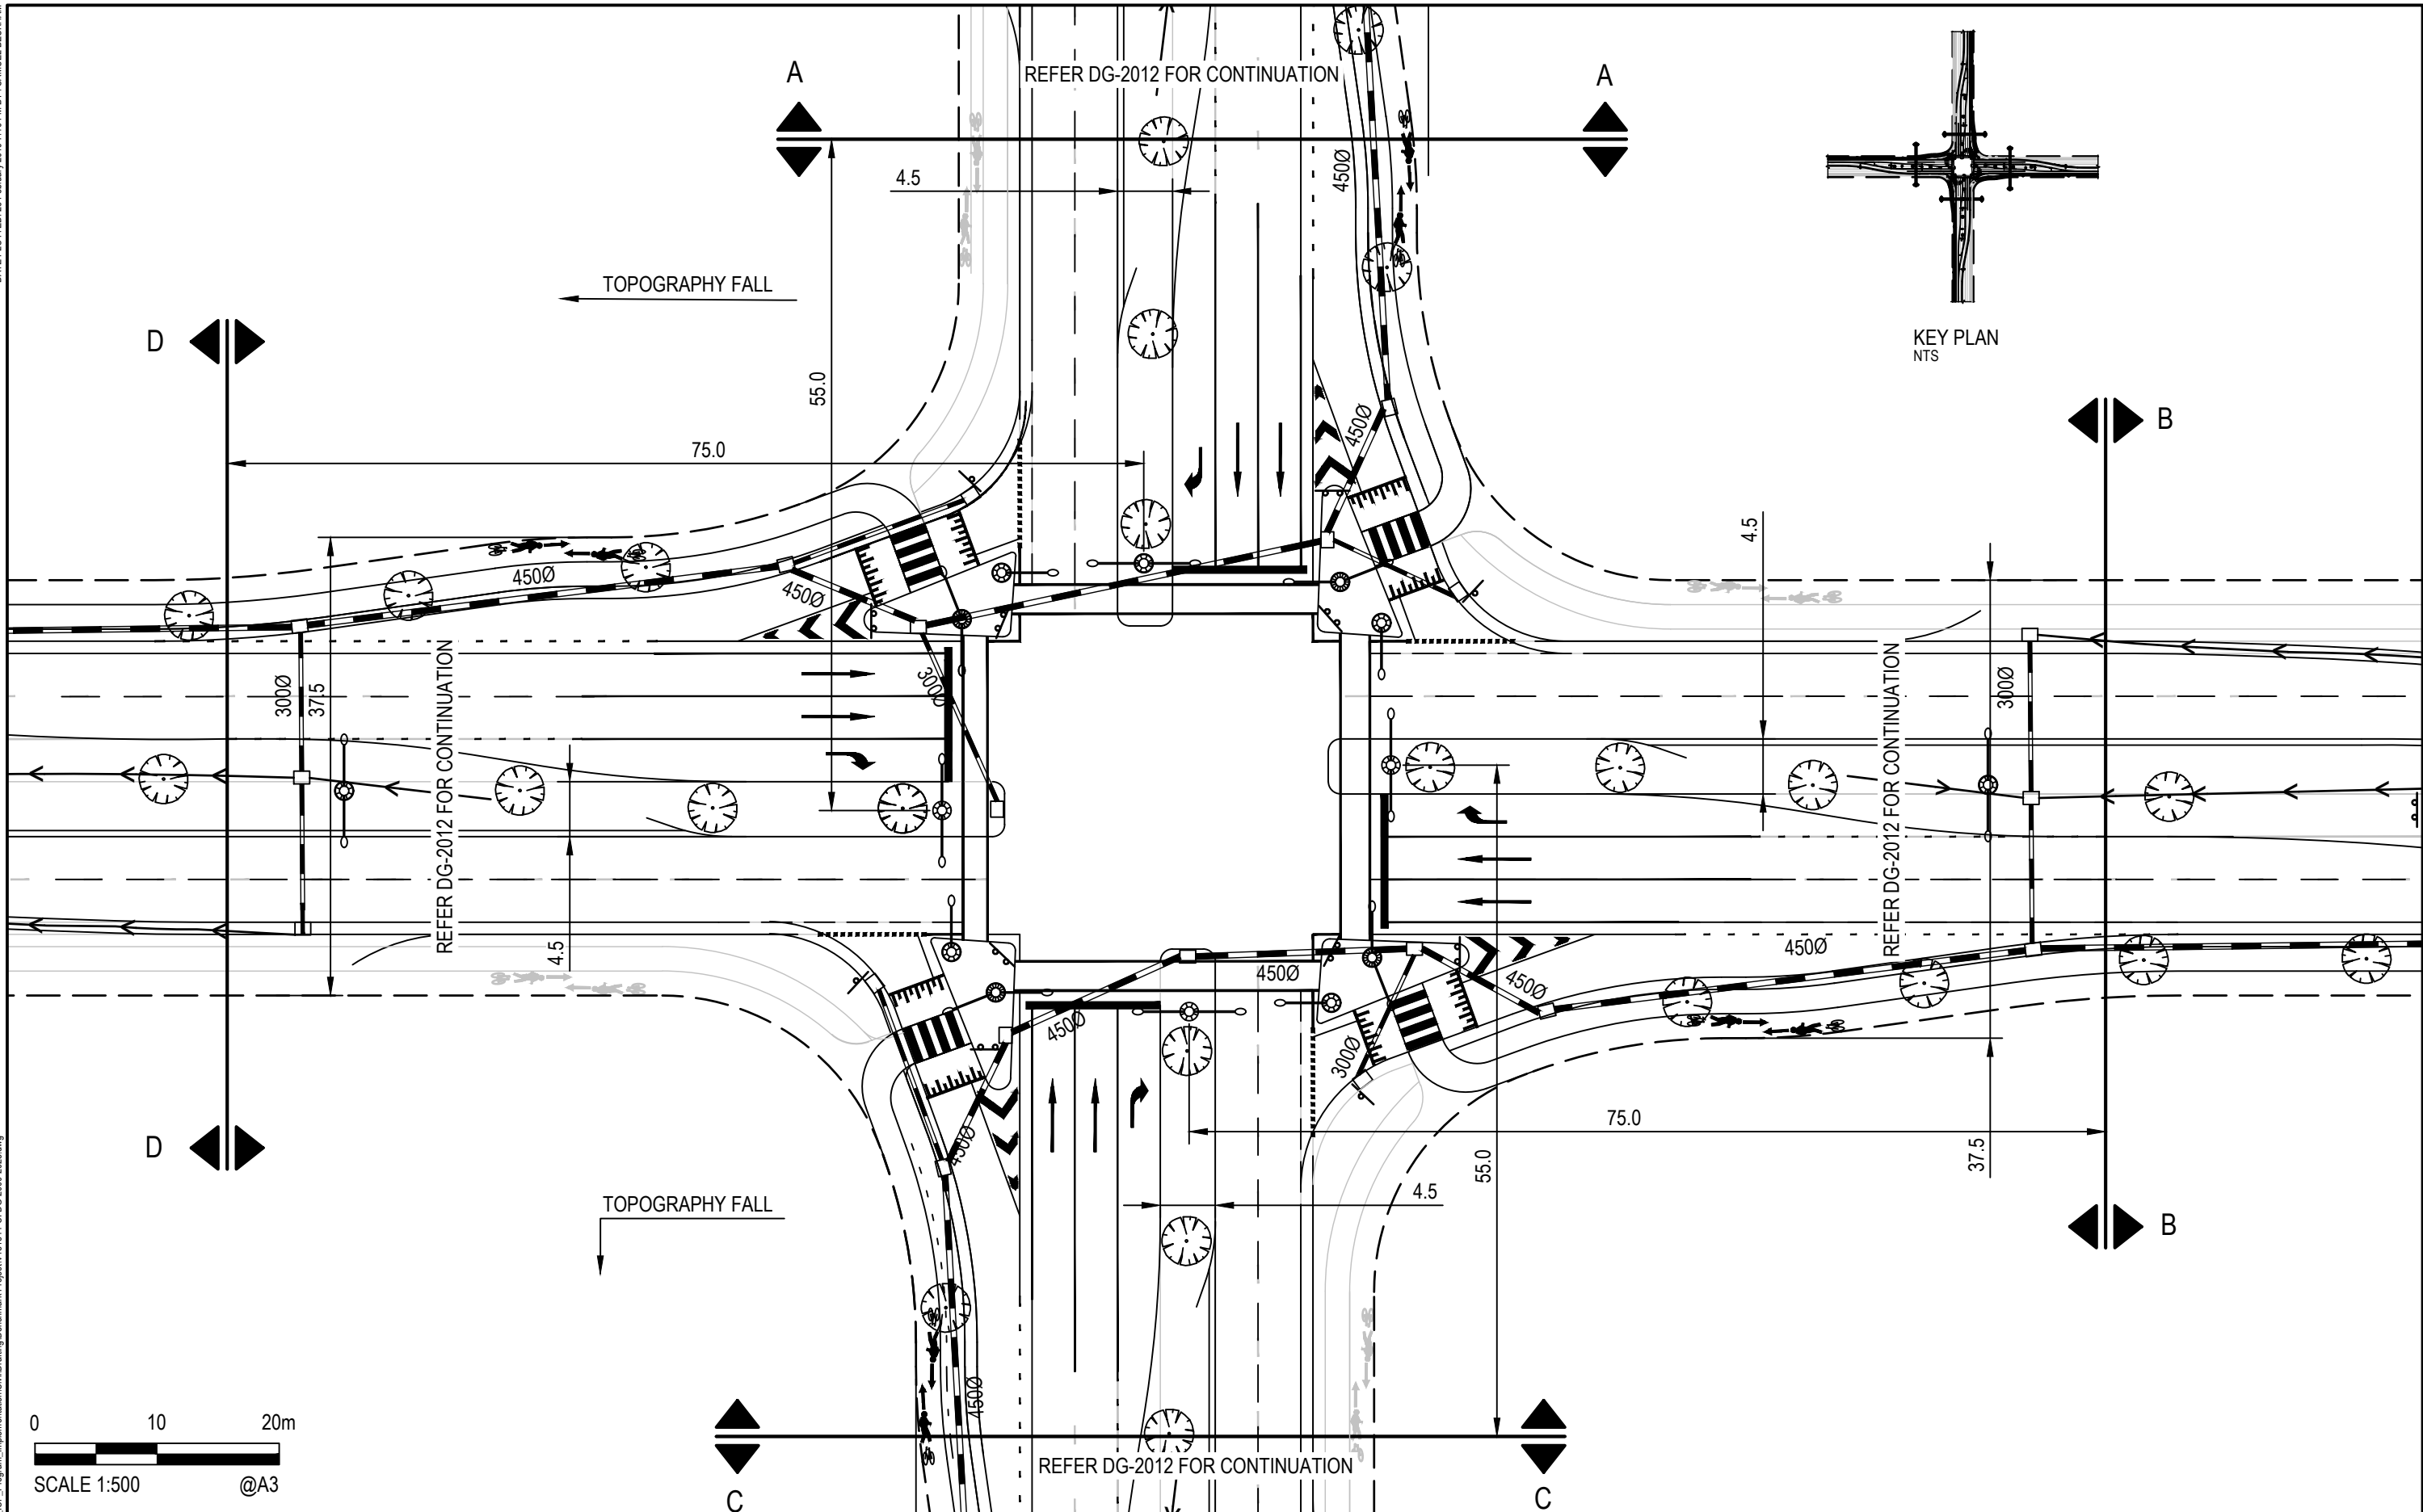 A
REFER DG-2012 FOR CONTINUATION
A
4.5
450Ø
TOPOGRAPHY FALL
KEY PLAN
NTS
D
55.0
B
75.0
450Ø
4.5
450Ø
450Ø
300Ø
37.5
REFER DG-2012 FOR CONTINUATION
300Ø
REFER DG-2012 FOR CONTINUATION
300Ø
4.5
450Ø
450Ø
450Ø
450Ø
300Ø
75.0
D
450Ø
55.0
37.5
TOPOGRAPHY FALL
4.5
B
450Ø
0 10 20m
SCALE 1:500 @A3
REFER DG-2012 FOR CONTINUATION
C
C